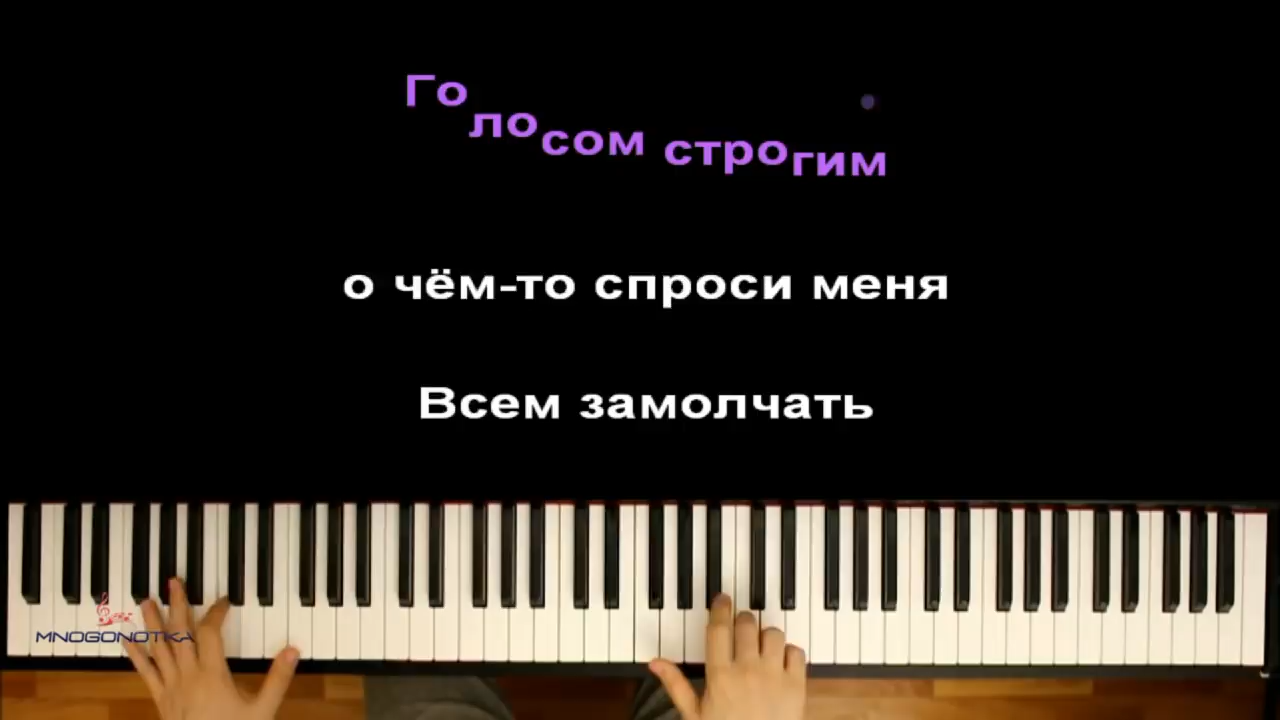 Голосом строгим
о чём-то спроси меня
Всем замолчать
MNOGONOTKA